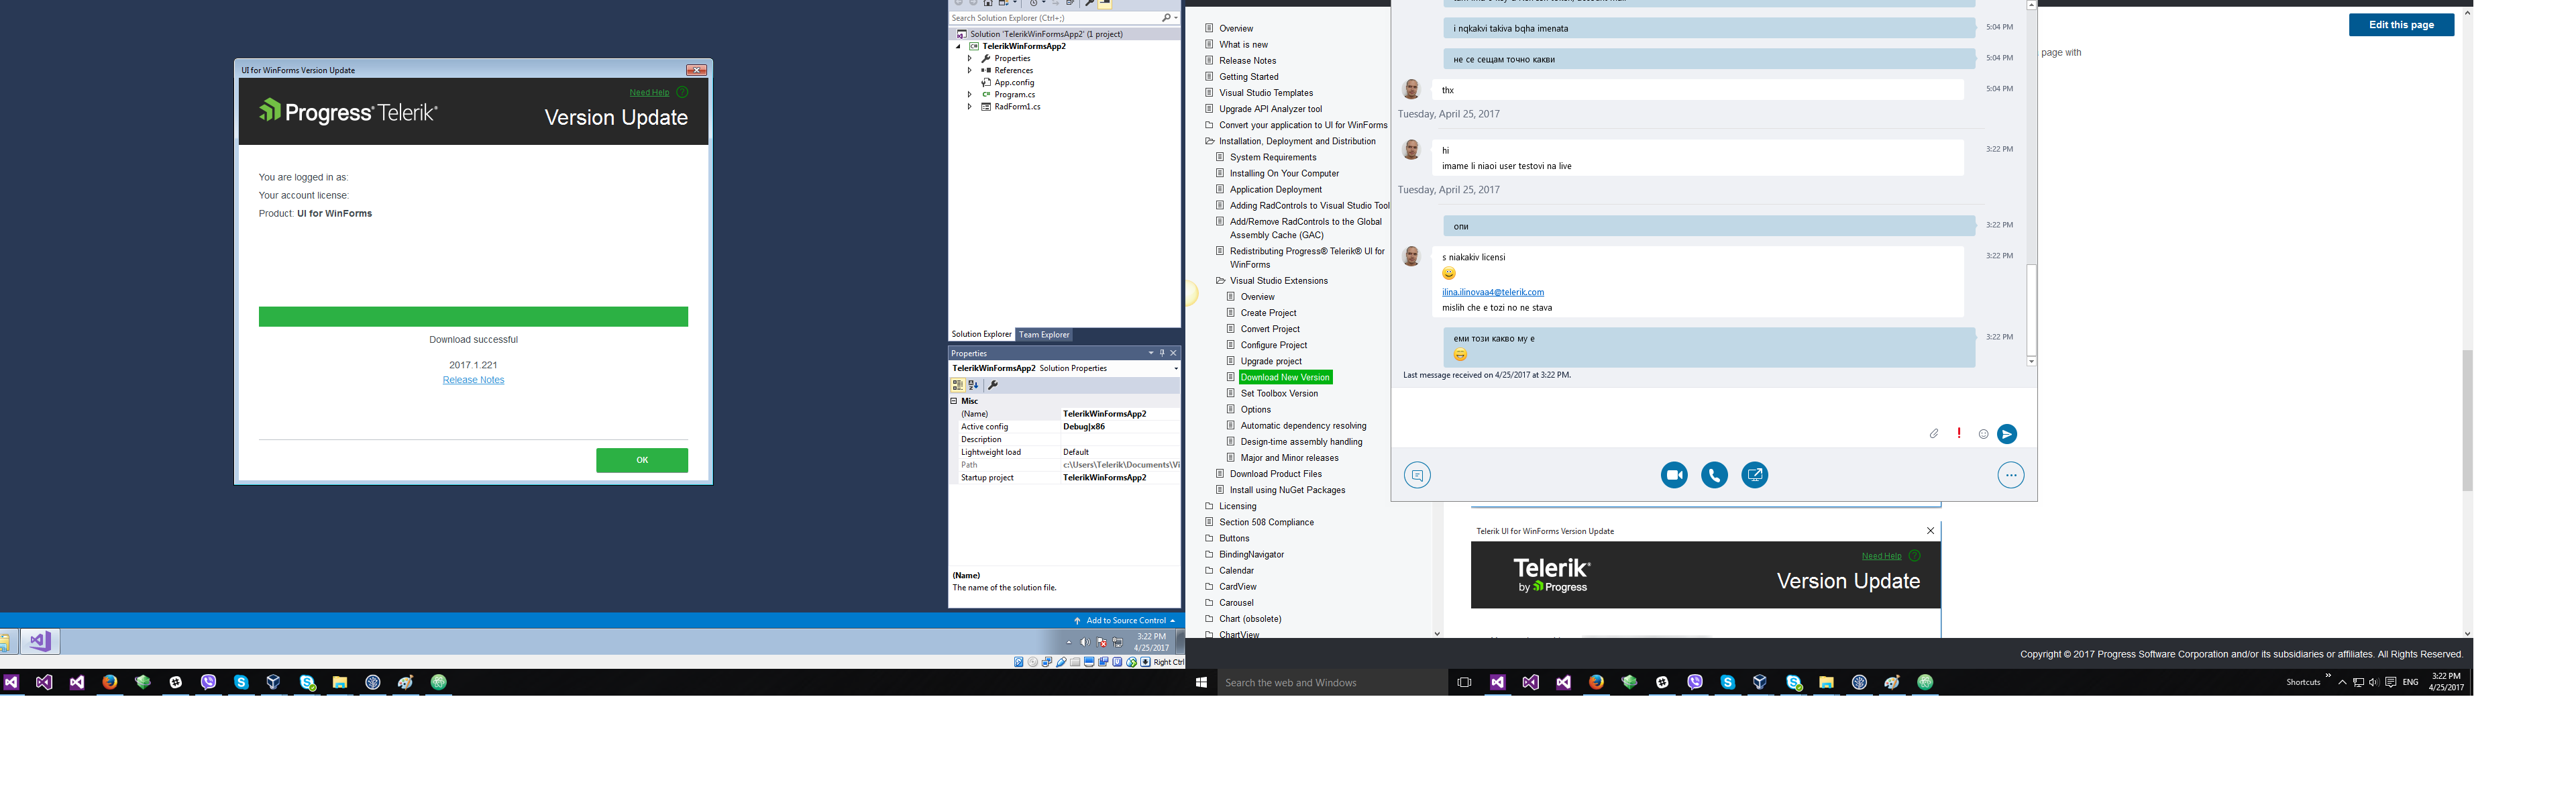 UI for WinForms Version Update
Need Help
Progress® Telerik®
Version Update
You are logged in as:
Your account license:
Product: UI for WinForms
Download successful
2017.1.221
Release Notes
OK
Search Solution Explorer (Ctrl+;)
Solution 'TelerikWinFormsApp2' (1 project)
TelerikWinFormsApp2
Properties
References
App.config
Program.cs
RadForm1.cs
Solution Explorer
Team Explorer
Properties
TelerikWinFormsApp2 Solution Properties
Misc
(Name) TelerikWinFormsApp2
Active config Debug|x86
Description
Lightweight load Default
Path c:\Users\Telerik\Documents\Vi
Startup project TelerikWinFormsApp2
(Name)
The name of the solution file.
Add to Source Control
3:22 PM
4/25/2017
Right Ctrl
Overview
What is new
Release Notes
Getting Started
Visual Studio Templates
Upgrade API Analyzer tool
Convert your application to UI for WinForms
Installation, Deployment and Distribution
System Requirements
Installing On Your Computer
Application Deployment
Adding RadControls to Visual Studio Tool
Add/Remove RadControls to the Global
Assembly Cache (GAC)
Redistributing Progress® Telerik® UI for
WinForms
Visual Studio Extensions
Overview
Create Project
Convert Project
Configure Project
Upgrade project
Download New Version
Set Toolbox Version
Options
Automatic dependency resolving
Design-time assembly handling
Major and Minor releases
Download Product Files
Install using NuGet Packages
Licensing
Section 508 Compliance
Buttons
BindingNavigator
Calendar
CardView
Carousel
Chart (obsolete)
ChartView
i nqkakvi takiva bqha imenata
5:04 PM
не се сещам точно какви
5:04 PM
thx
5:04 PM
Tuesday, April 25, 2017
hi
3:22 PM
imame li niaoi user testovi na live
Tuesday, April 25, 2017
опи
3:22 PM
s niakakiv licensi
3:22 PM
ilina.ilinovaa4@telerik.com
mislih che e tozi no ne stava
еми този какво му е
3:22 PM
Last message received on 4/25/2017 at 3:22 PM.
Edit this page
page with
Telerik UI for WinForms Version Update
Need Help
Telerik®
by Progress
Version Update
Copyright © 2017 Progress Software Corporation and/or its subsidiaries or affiliates. All Rights Reserved.
Search the web and Windows
Shortcuts
ENG
3:22 PM
4/25/2017